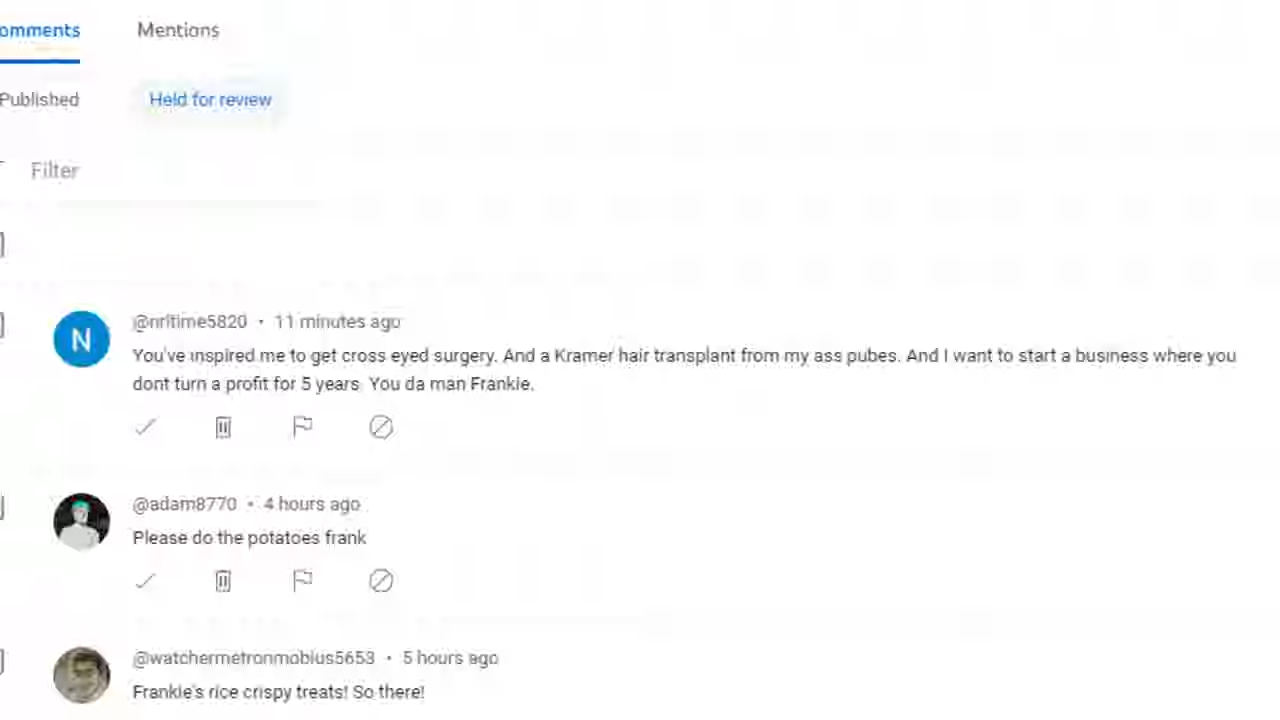 omments Mentions
Published Held for review
Filter
N
@nrltime5820 • 11 minutes ago
You've inspired me to get cross eyed surgery. And a Kramer hair transplant from my ass pubes. And I want to start a business where you
dont turn a profit for 5 years. You da man Frankie.
@adam8770 • 4 hours ago
Please do the potatoes frank
@watchermetronmobius5653 • 5 hours ago
Frankie's rice crispy treats! So there!